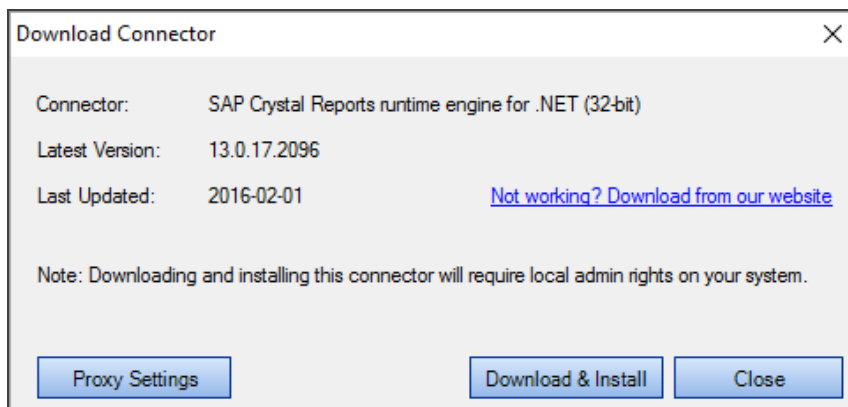 Download Connector
Connector: SAP Crystal Reports runtime engine for .NET (32-bit)
Latest Version: 13.0.17.2096
Last Updated: 2016-02-01 Not working? Download from our website
Note: Downloading and installing this connector will require local admin rights on your system.
Proxy Settings Download & Install Close